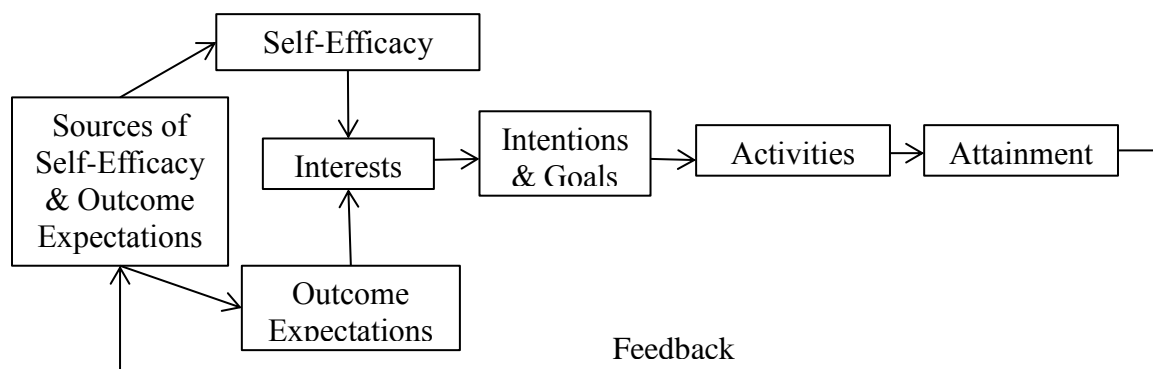 Self-Efficacy
Sources of
Self-Efficacy
& Outcome
Expectations
Interests
Intentions
& Goals
Activities
Attainment
Outcome
Expectations
Feedback